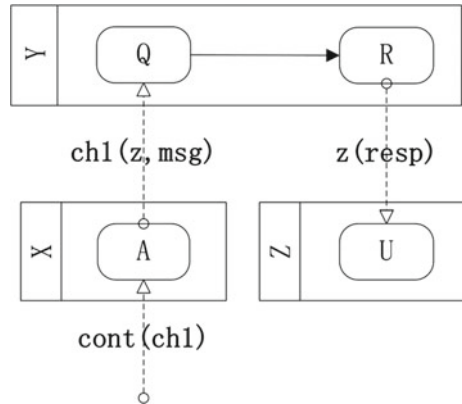 Y
Q
R
ch1(z,msg)
z(resp)
X
A
Z
U
cont(ch1)